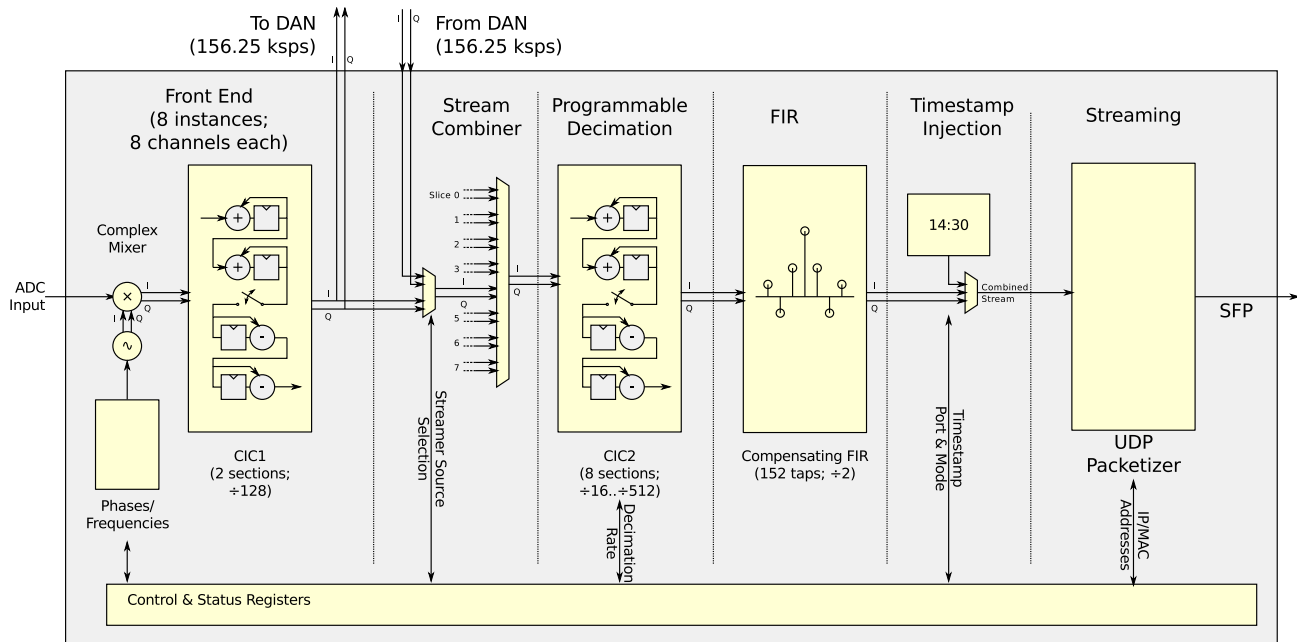 To DAN
(156.25 ksps)
From DAN
(156.25 ksps)
I
Q
I
Q
Front End
(8 instances;
8 channels each)
Stream
Combiner
Programmable
Decimation
FIR
Timestamp
Injection
Streaming
Complex
Mixer
ADC
Input
×
I
Q
I
Q
∿
+
+
-
-
I
Q
Slice 0
1
2
3
I
Q
5
6
7
I
Q
+
+
-
-
I
Q
I
Q
14:30
Combined
Stream
SFP
Phases/
Frequencies
CIC1
(2 sections;
÷128)
Streamer Source
Selection
CIC2
(8 sections;
÷16..÷512)
Decimation
Rate
Compensating FIR
(152 taps; ÷2)
Timestamp
Port & Mode
UDP
Packetizer
IP/MAC
Addresses
Control & Status Registers